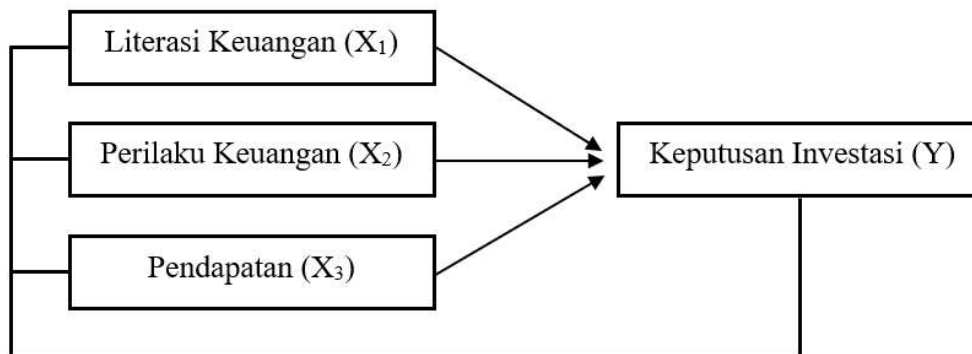 Literasi Keuangan (X₁)
Perilaku Keuangan (X₂)
Keputusan Investasi (Y)
Pendapatan (X₃)